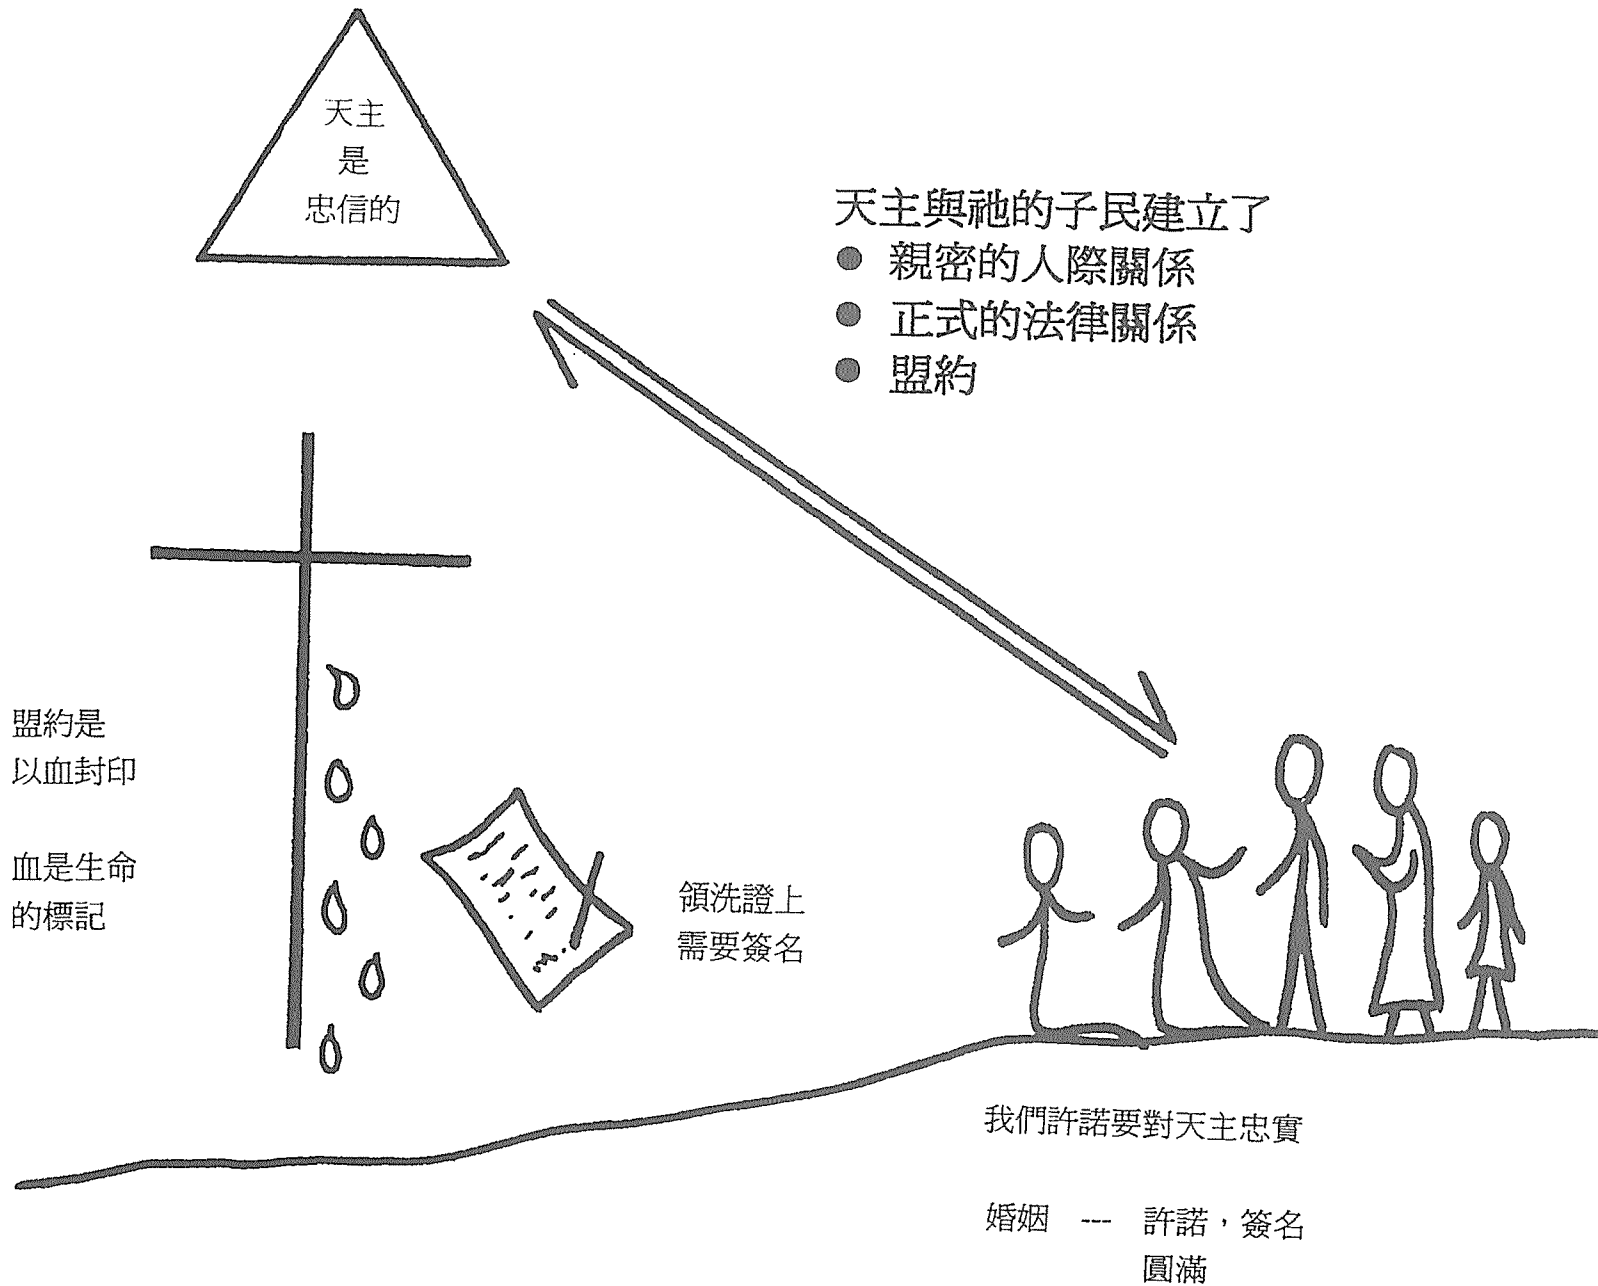 天主
是
忠信的
天主與祂的子民建立了
● 親密的人際關係
● 正式的法律關係
● 盟約
盟約是
以血封印
血是生命
的標記
領洗證上
需要簽名
我們許諾要對天主忠實
婚姻 --- 許諾,簽名
圓滿